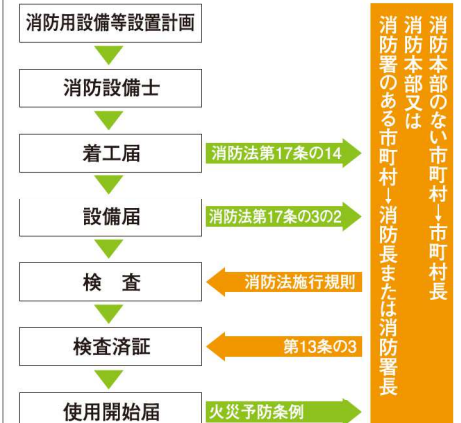 消防用設備等設置計画
消防設備士
着工届
消防法第17条の14
設備届
消防法第17条の3の2
検 査
消防法施行規則
検査済証
第13条の3
使用開始届
火災予防条例
消防本部のない市町村→市町村長
消防本部又は
消防署のある市町村→消防長または消防署長